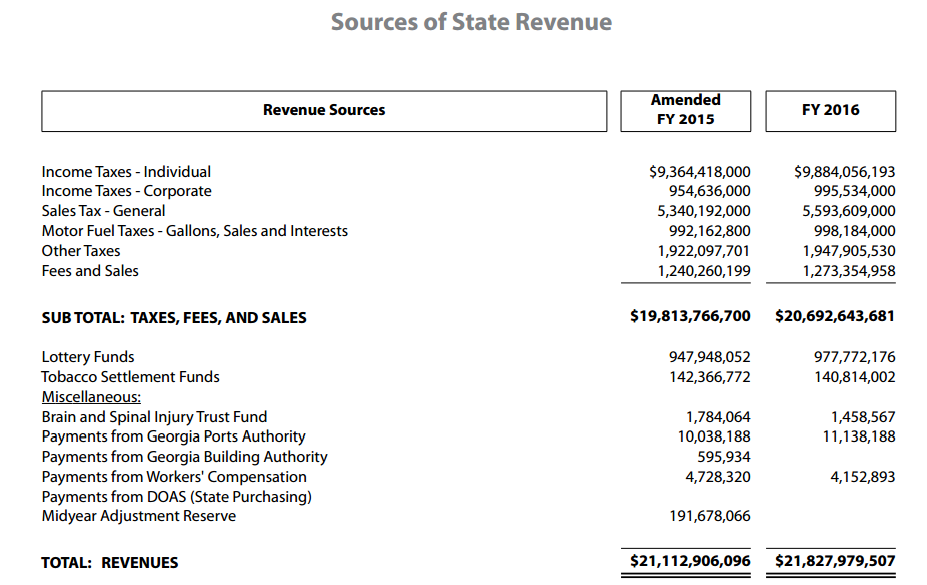 Sources of State Revenue
Revenue Sources Amended FY 2015 FY 2016
Income Taxes - Individual $9,364,418,000 $9,884,056,193
Income Taxes - Corporate 954,636,000 995,534,000
Sales Tax - General 5,340,192,000 5,593,609,000
Motor Fuel Taxes - Gallons, Sales and Interests 992,162,800 998,184,000
Other Taxes 1,922,097,701 1,947,905,530
Fees and Sales 1,240,260,199 1,273,354,958
SUB TOTAL: TAXES, FEES, AND SALES $19,813,766,700 $20,692,643,681
Lottery Funds 947,948,052 977,772,176
Tobacco Settlement Funds 142,366,772 140,814,002
Miscellaneous:
Brain and Spinal Injury Trust Fund 1,784,064 1,458,567
Payments from Georgia Ports Authority 10,038,188 11,138,188
Payments from Georgia Building Authority 595,934
Payments from Workers' Compensation 4,728,320 4,152,893
Payments from DOAS (State Purchasing)
Midyear Adjustment Reserve 191,678,066
TOTAL: REVENUES $21,112,906,096 $21,827,979,507